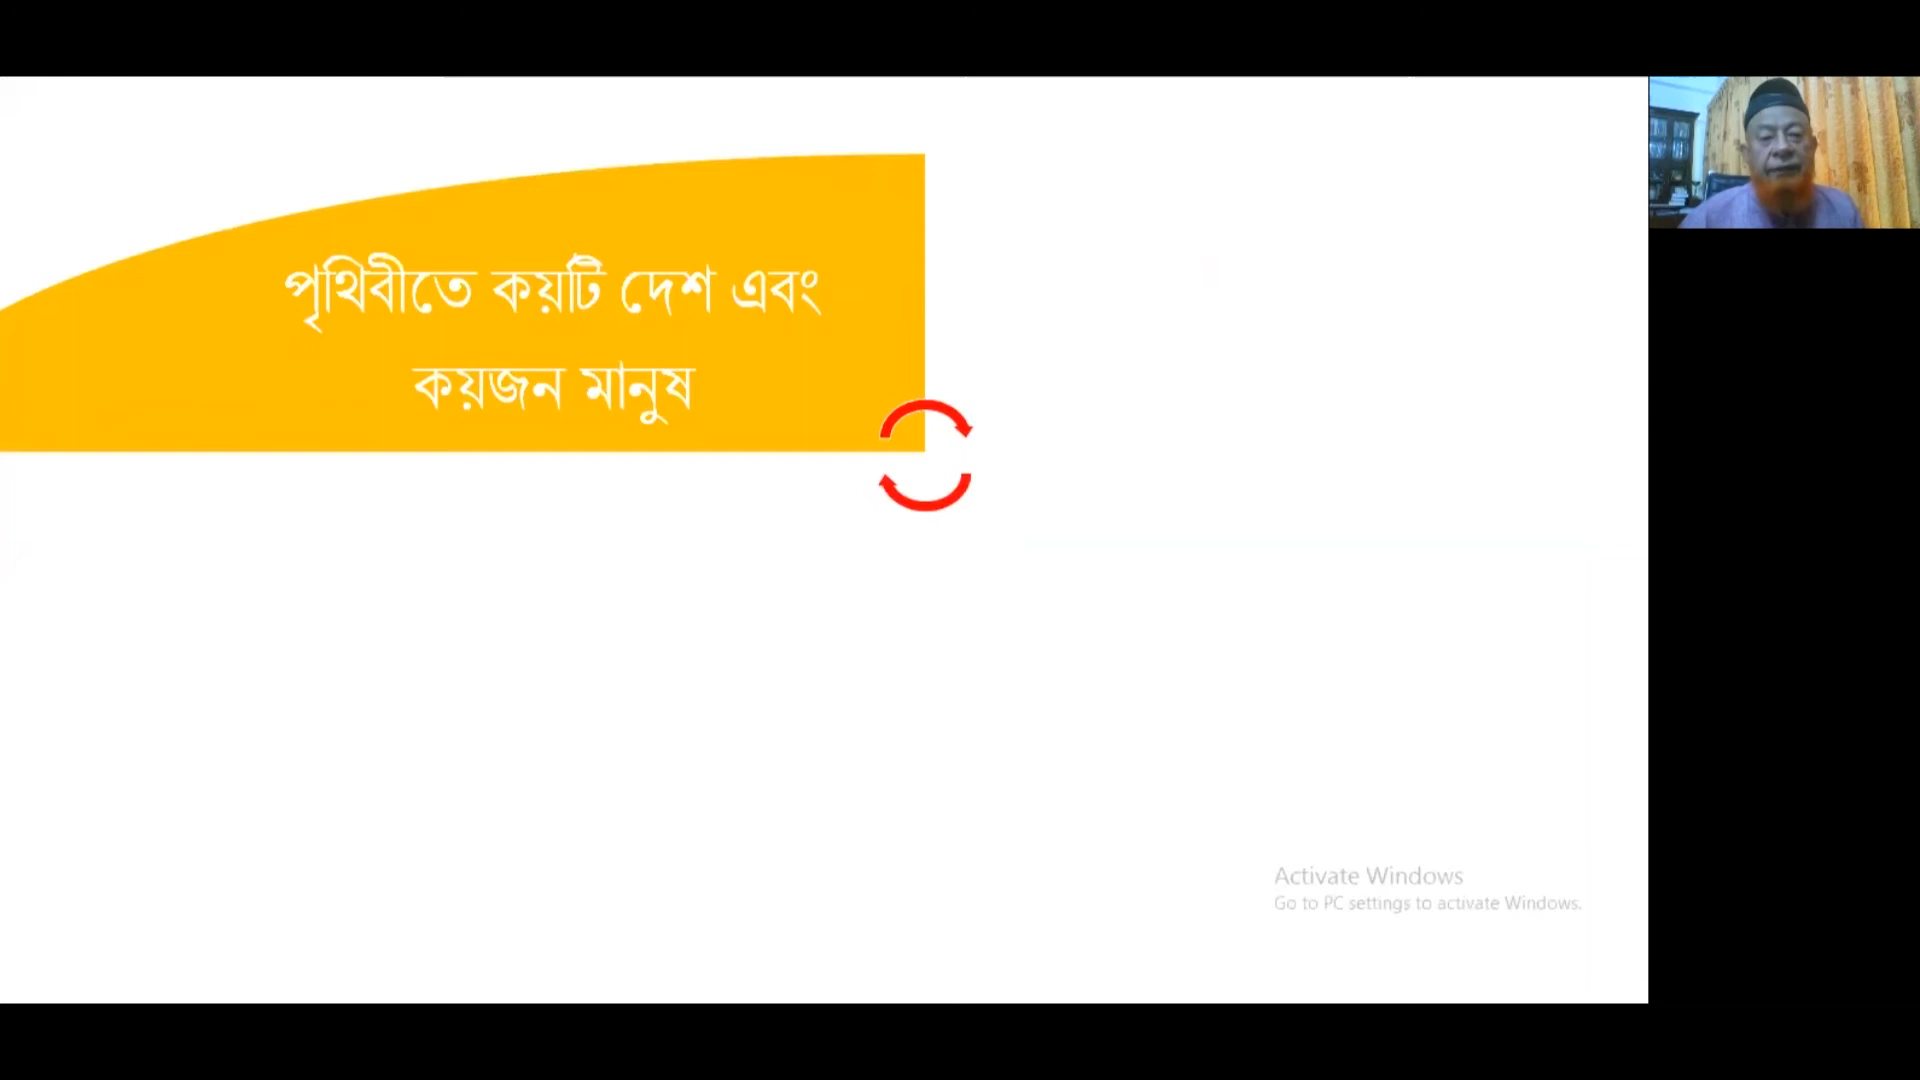 পৃথিবীতে কয়টি দেশ এবং
কয়জন মানুষ
Activate Windows
Go to PC settings to activate Windows.